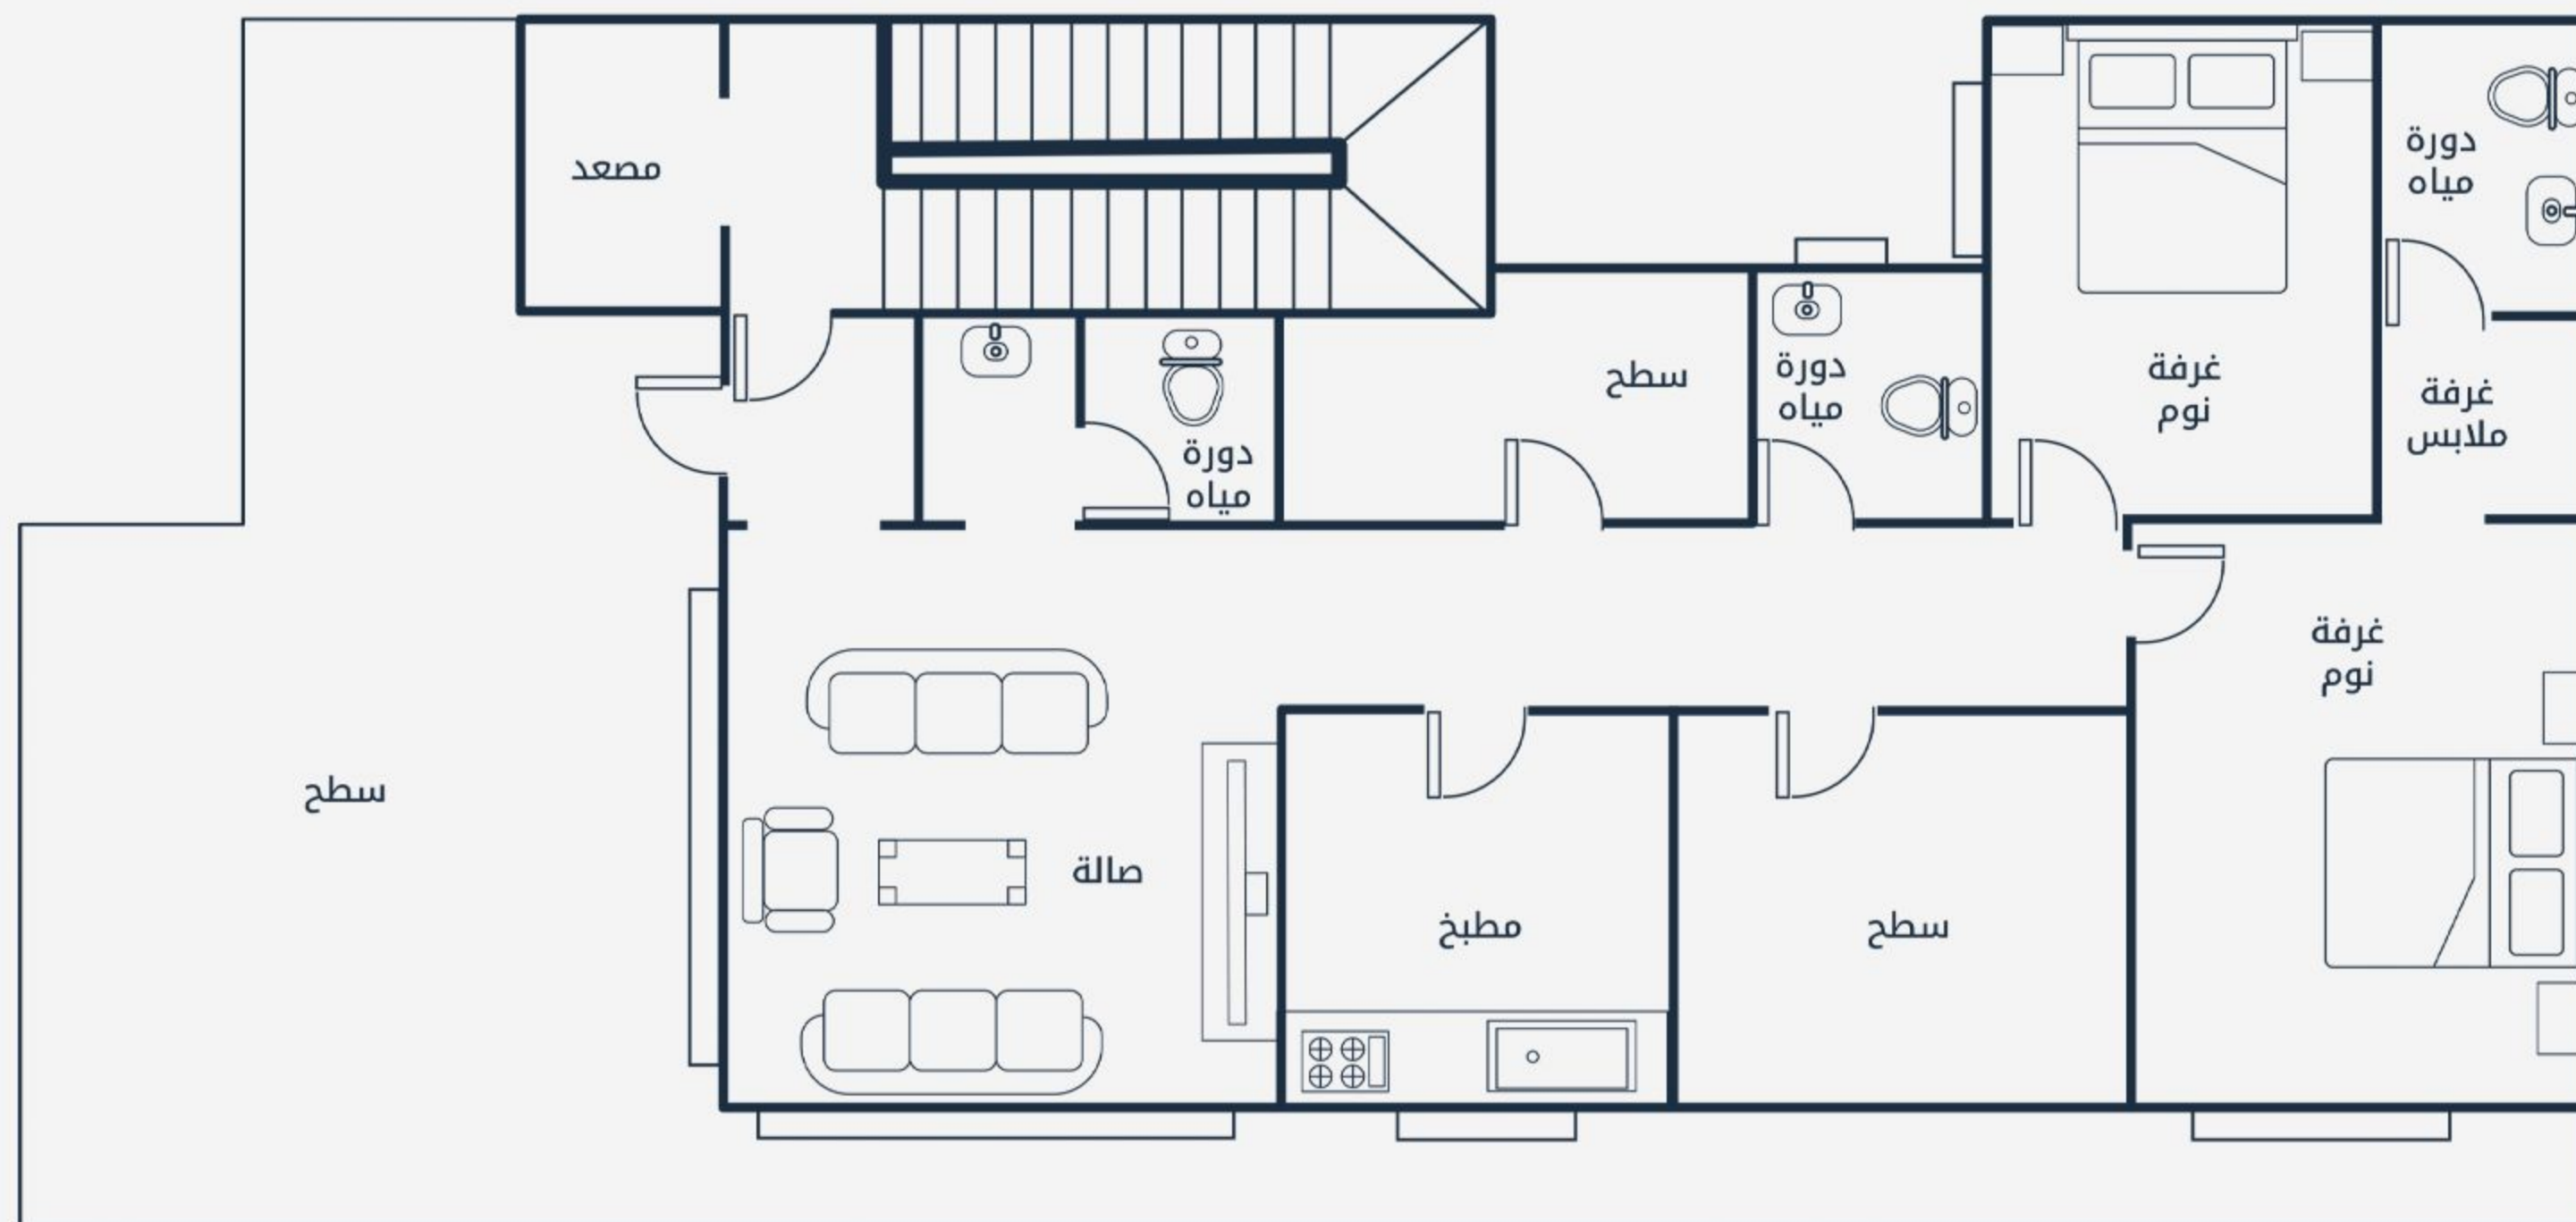 مصعد
دورة
مياه
دورة
مياه
سطح
دورة
مياه
غرفة
نوم
غرفة
ملابس
غرفة
نوم
سطح
صالة
مطبخ
سطح